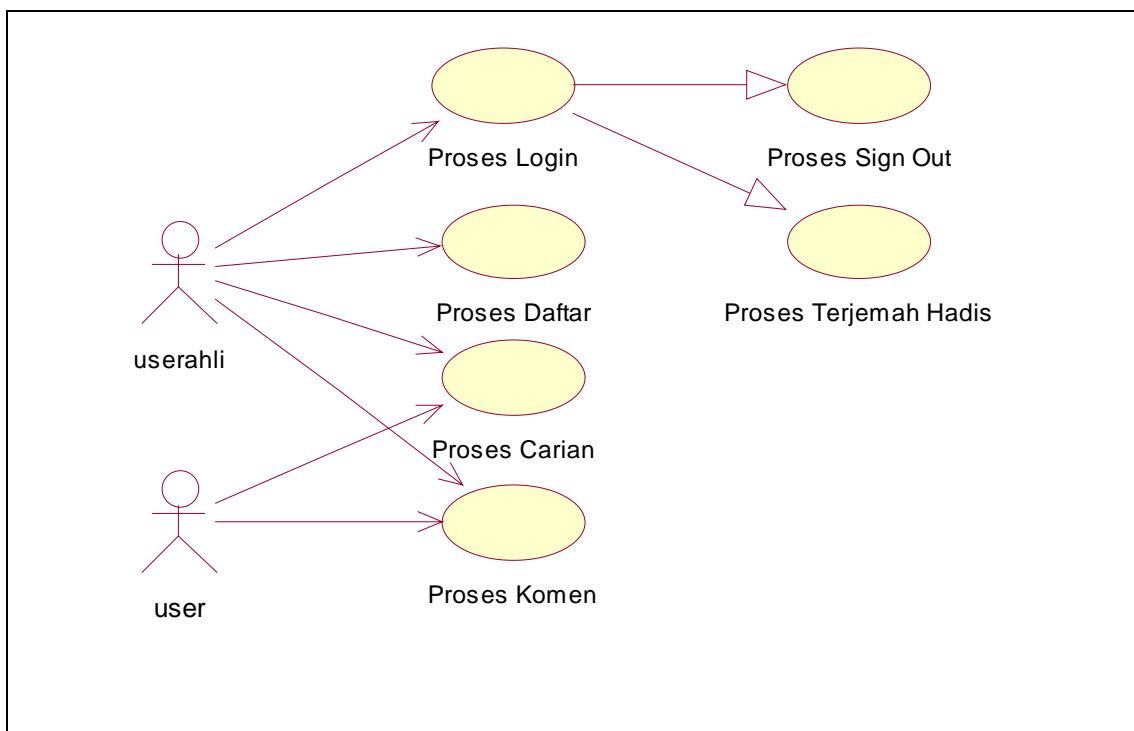 Proses Login
Proses Sign Out
Proses Daftar
Proses Terjemah Hadis
userahli
Proses Carian
Proses Komen
user